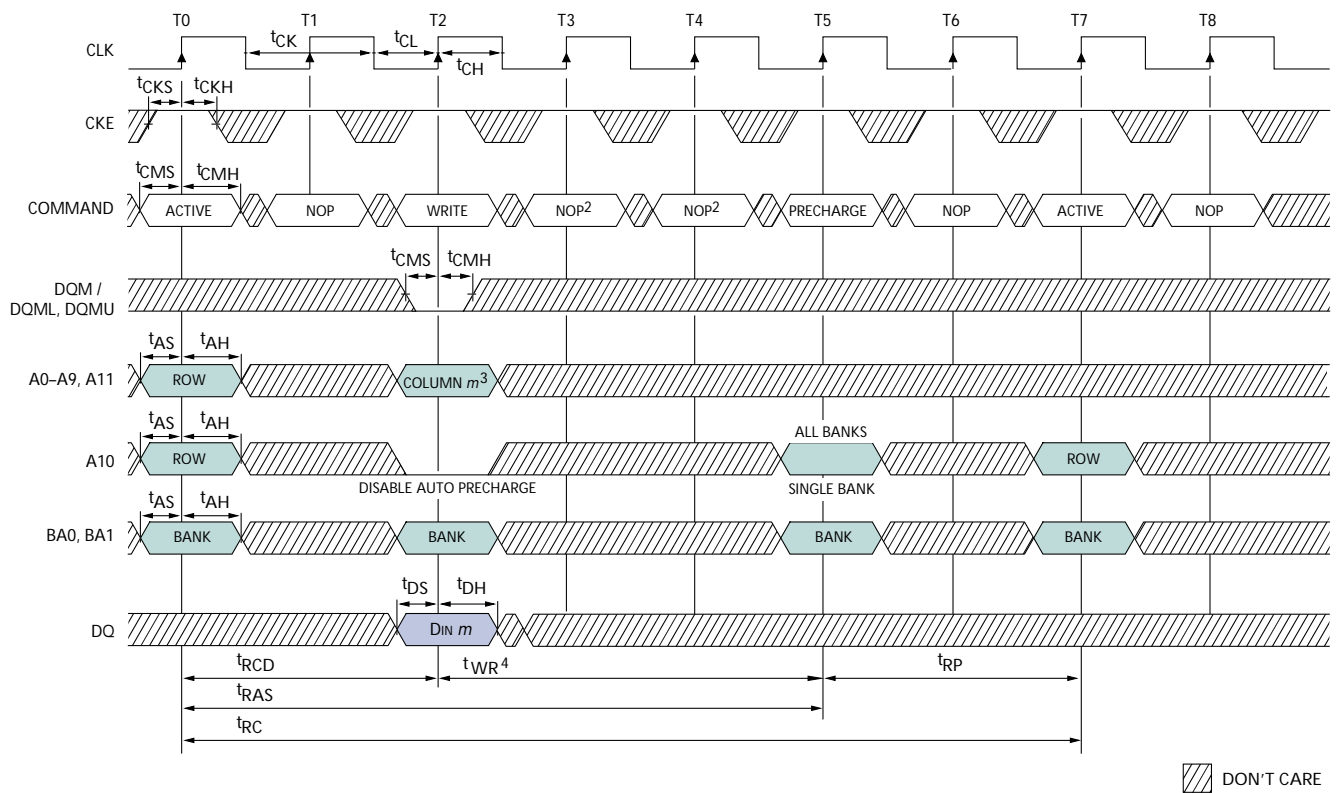 T0 T1 T2 T3 T4 T5 T6 T7 T8
CLK
tCK tCL
tCH
tCKS tCKH
CKE
tCMS tCMH
COMMAND ACTIVE NOP WRITE NOP2 NOP2 PRECHARGE NOP ACTIVE NOP
tCMS tCMH
DQM /
DQML, DQMU
tAS tAH
A0–A9, A11 ROW COLUMN m3
tAS tAH
ALL BANKS
A10 ROW ROW
DISABLE AUTO PRECHARGE SINGLE BANK
tAS tAH
BA0, BA1 BANK BANK BANK BANK
tDS tDH
DQ DIN m
tRCD tWR4 tRP
tRAS
tRC
DON'T CARE